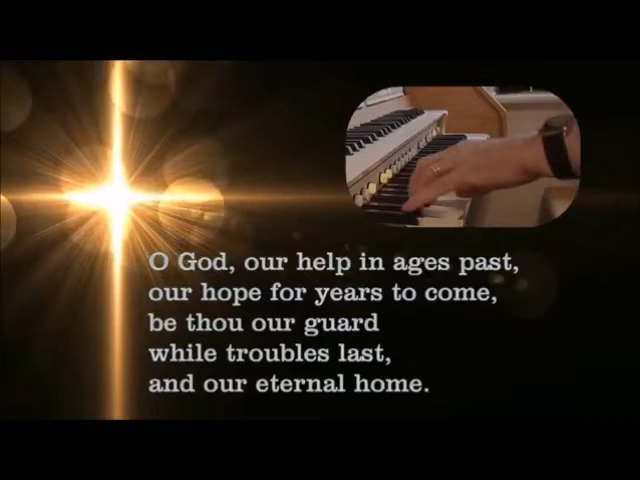 O God, our help in ages past,
our hope for years to come,
be thou our guard
while troubles last,
and our eternal home.